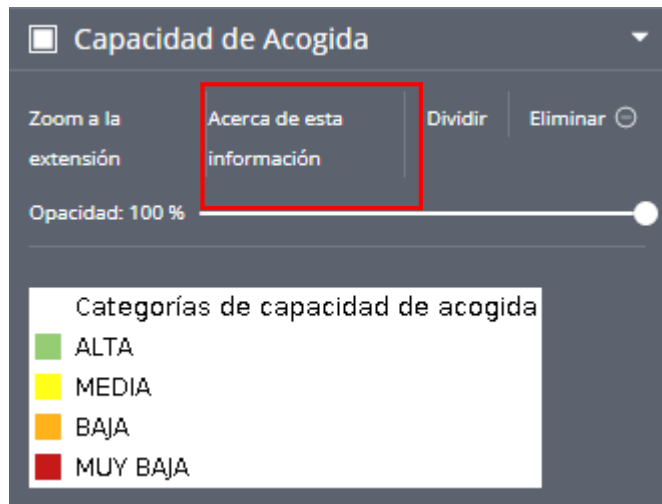 Capacidad de Acogida
Zoom a la
extensión
Acerca de esta
información
Dividir
Eliminar
Opacidad: 100 %
Categorías de capacidad de acogida
ALTA
MEDIA
BAJA
MUY BAJA